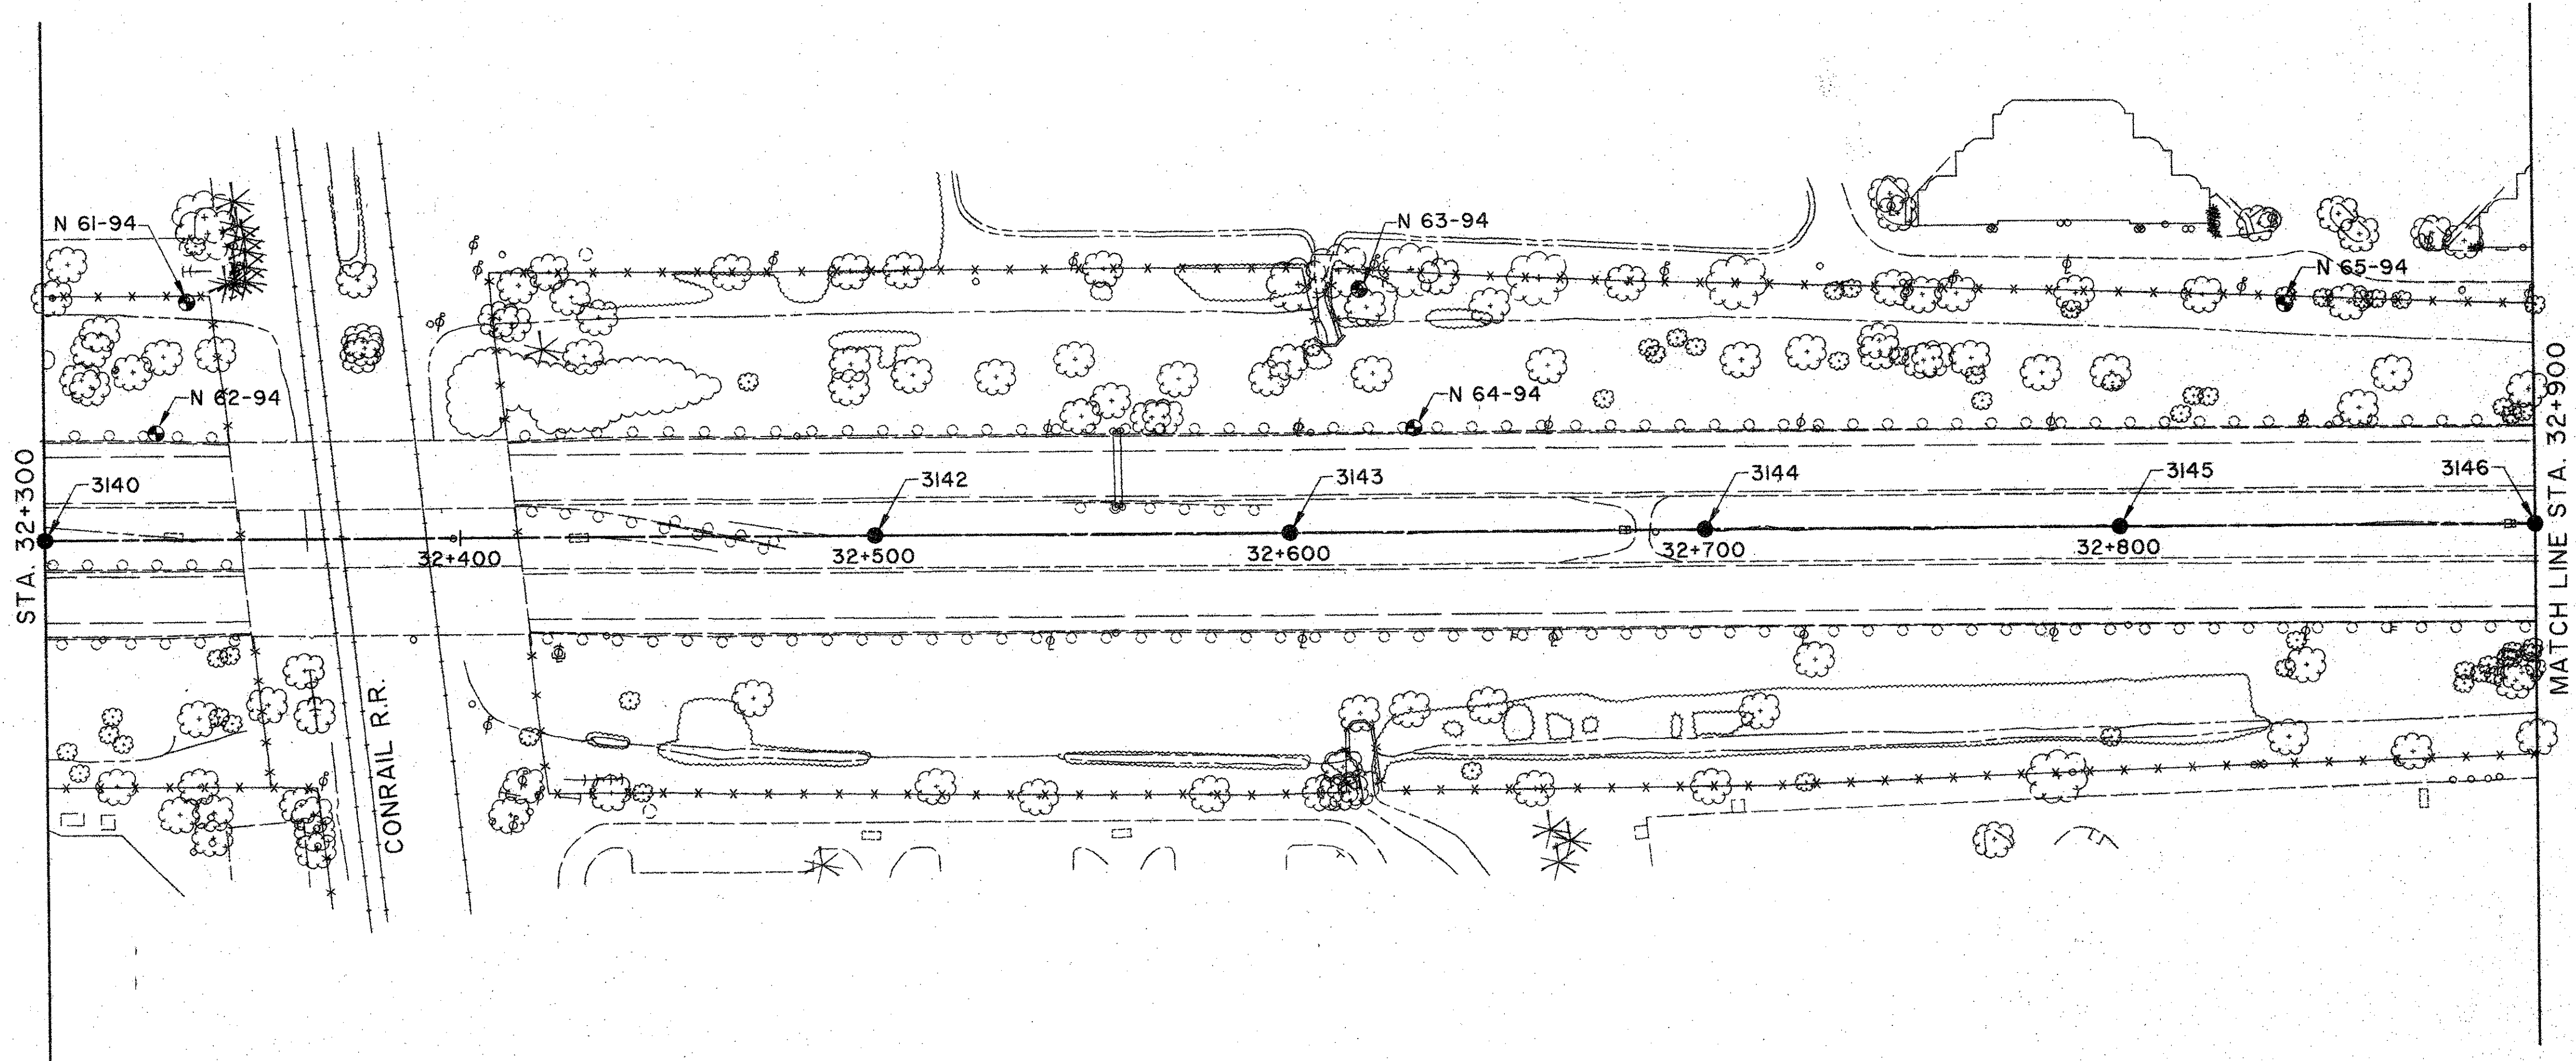 N 61-94
N 63-94
N 65-94
N 62-94
N 64-94
STA. 32+300
3140
3142
3143
3144
3145
3146
32+400
32+500
32+600
32+700
32+800
MATCH LINE STA. 32+900
CONRAIL R.R.